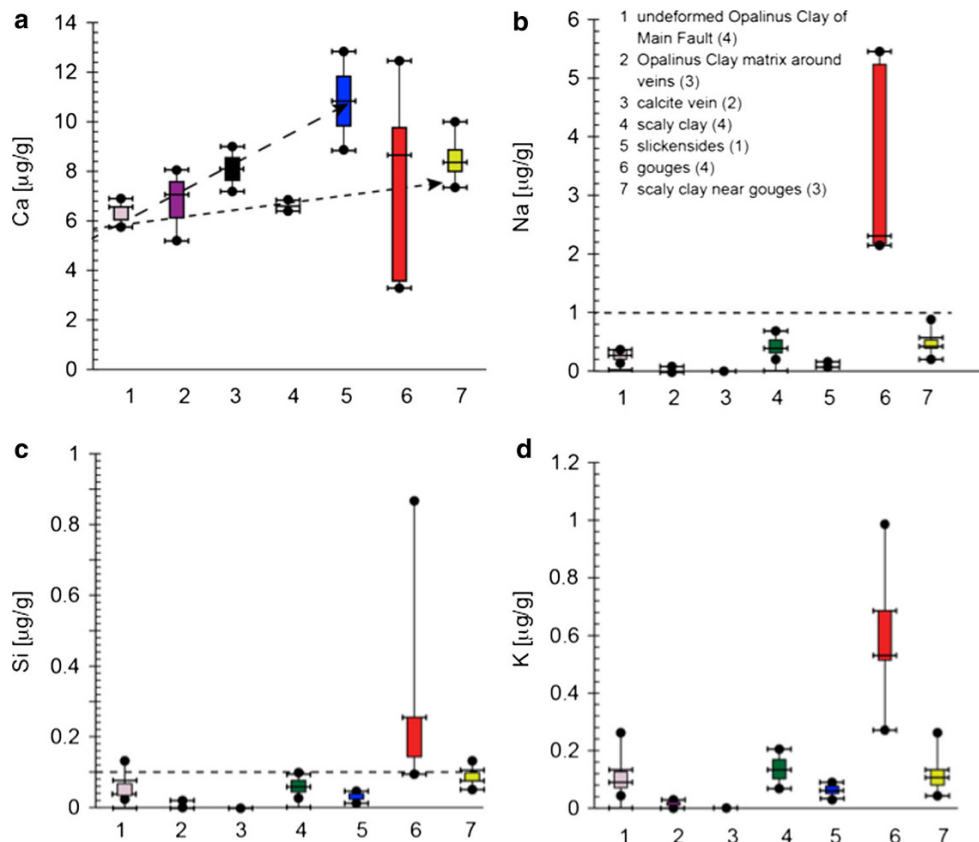 a
14
12
10
8
6
4
2
0
Ca [µg/g]
1 2 3 4 5 6 7
b
6
5
4
3
2
1
0
Na [µg/g]
1 undeformed Opalinus Clay of
Main Fault (4)
2 Opalinus Clay matrix around
veins (3)
3 calcite vein (2)
4 scaly clay (4)
5 slickensides (1)
6 gouges (4)
7 scaly clay near gouges (3)
1 2 3 4 5 6 7
c
1
0.8
0.6
0.4
0.2
0
Si [µg/g]
1 2 3 4 5 6 7
d
1.2
1
0.8
0.6
0.4
0.2
0
K [µg/g]
1 2 3 4 5 6 7